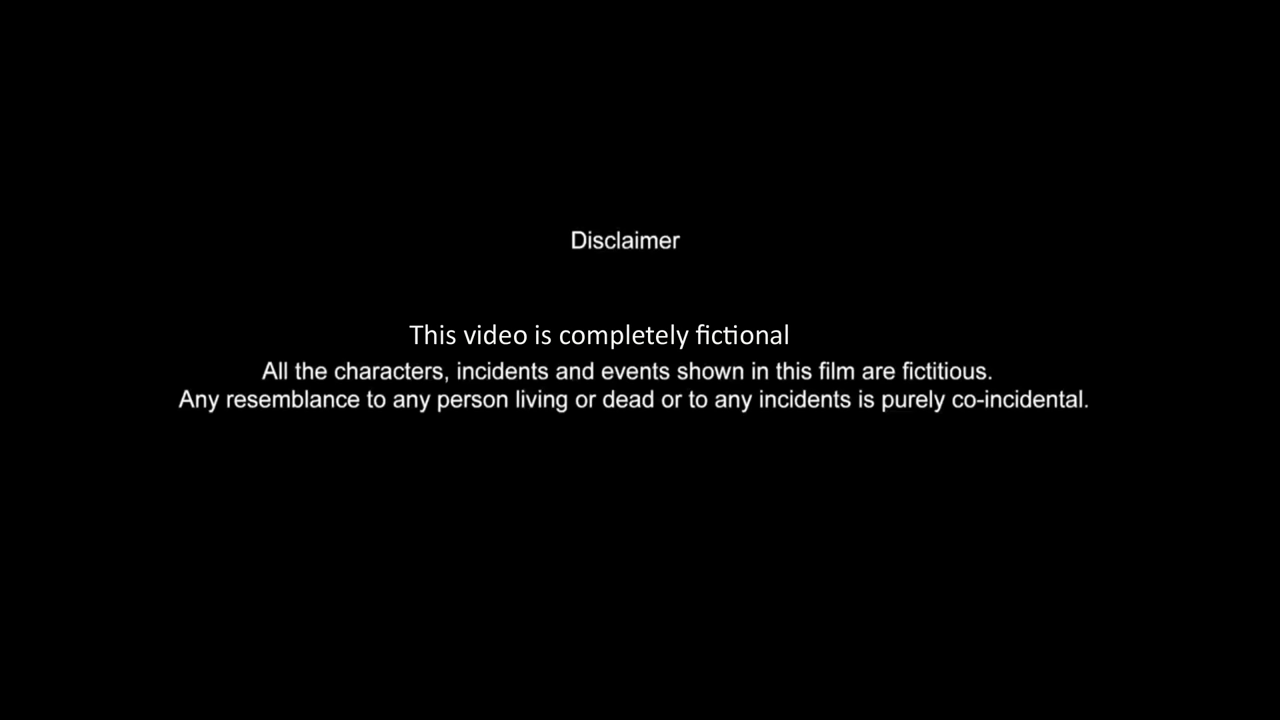 Disclaimer
This video is completely fictional
All the characters, incidents and events shown in this film are fictitious.
Any resemblance to any person living or dead or to any incidents is purely co-incidental.